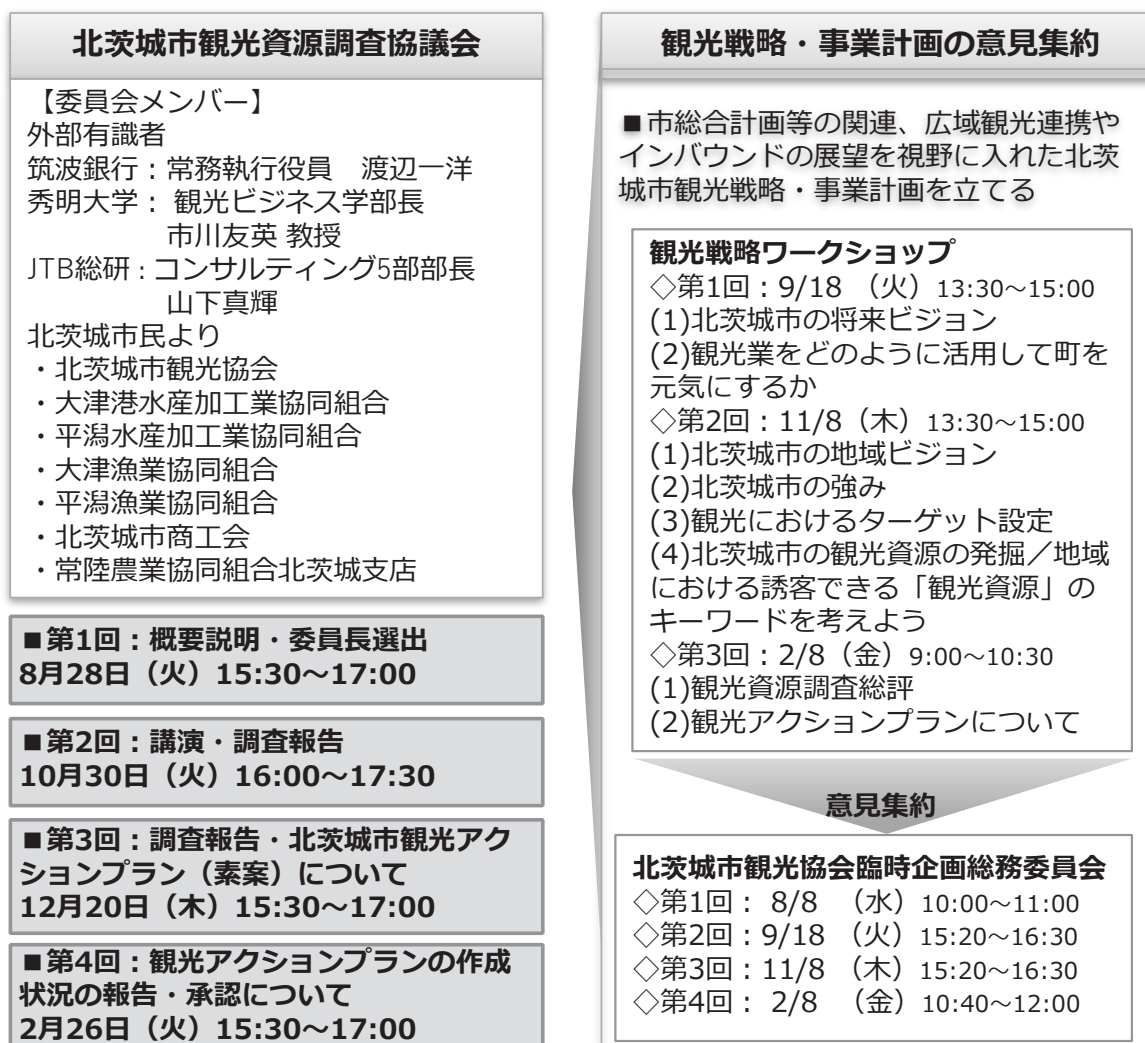 北茨城市観光資源調査協議会
【委員会メンバー】
外部有識者
筑波銀行：常務執行役員　渡辺一洋
秀明大学： 観光ビジネス学部長
市川友英 教授
JTB総研：コンサルティング5部部長
山下真輝
北茨城市民より
・北茨城市観光協会
・大津港水産加工業協同組合
・平潟水産加工業協同組合
・大津漁業協同組合
・平潟漁業協同組合
・北茨城市商工会
・常陸農業協同組合北茨城支店
■第1回：概要説明・委員長選出
8月28日（火）15:30～17:00
■第2回：講演・調査報告
10月30日（火）16:00～17:30
■第3回：調査報告・北茨城市観光アク
ションプラン（素案）について
12月20日（木）15:30～17:00
■第4回：観光アクションプランの作成
状況の報告・承認について
2月26日（火）15:30～17:00
観光戦略・事業計画の意見集約
■市総合計画等の関連、広域観光連携や
インバウンドの展望を視野に入れた北茨
城市観光戦略・事業計画を立てる
観光戦略ワークショップ
◇第1回：9/18 （火）13:30～15:00
(1)北茨城市の将来ビジョン
(2)観光業をどのように活用して町を
元気にするか
◇第2回：11/8（木）13:30～15:00
(1)北茨城市の地域ビジョン
(2)北茨城市の強み
(3)観光におけるターゲット設定
(4)北茨城市の観光資源の発掘／地域
における誘客できる「観光資源」の
キーワードを考えよう
◇第3回：2/8（金）9:00～10:30
(1)観光資源調査総評
(2)観光アクションプランについて
意見集約
北茨城市観光協会臨時企画総務委員会
◇第1回： 8/8 （水）10:00～11:00
◇第2回：9/18 （火）15:20～16:30
◇第3回：11/8 （木）15:20～16:30
◇第4回： 2/8 （金）10:40～12:00